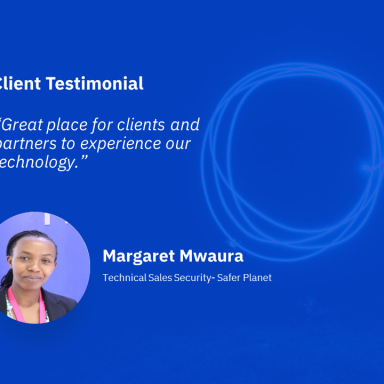 Client Testimonial
"Great place for clients and
partners to experience our
technology.”
Margaret Mwaura
Technical Sales Security- Safer Planet